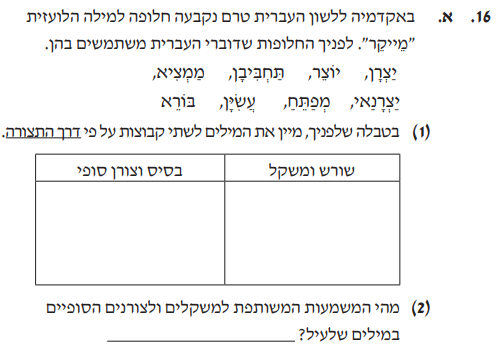 16. א. באקדמיה ללשון העברית טרם נקבעה חלופה למילה הלועזית
"מֵייקֶר". לפניך החלופות שדוברי העברית משתמשים בהן.
יַצְרָן, יוֹצֵר, תַּחְבִּיבָן, מַמְצִיא,
יַצְרָנַאי, מְפַתֵּחַ, עֲשִׂיָּן, בּוֹרֵא
(1) בטבלה שלפניך, מיין את המילים לשתי קבוצות על פי דרך התצורה.
שורש ומשקל בסיס וצורן סופי
(2) מהי המשמעות המשותפת למשקלים ולצורנים הסופיים
במילים שלעיל?